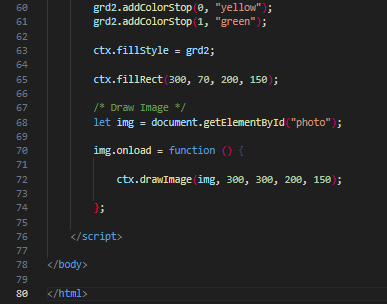 60 grd2.addColorStop(0, "yellow");
61 grd2.addColorStop(1, "green");
62
63 ctx.fillStyle = grd2;
64
65 ctx.fillRect(300, 70, 200, 150);
66
67 /* Draw Image */
68 let img = document.getElementById("photo");
69
70 img.onload = function () {
71
72 ctx.drawImage(img, 300, 300, 200, 150);
73
74 };
75
76 </script>
77
78 </body>
79
80 </html>